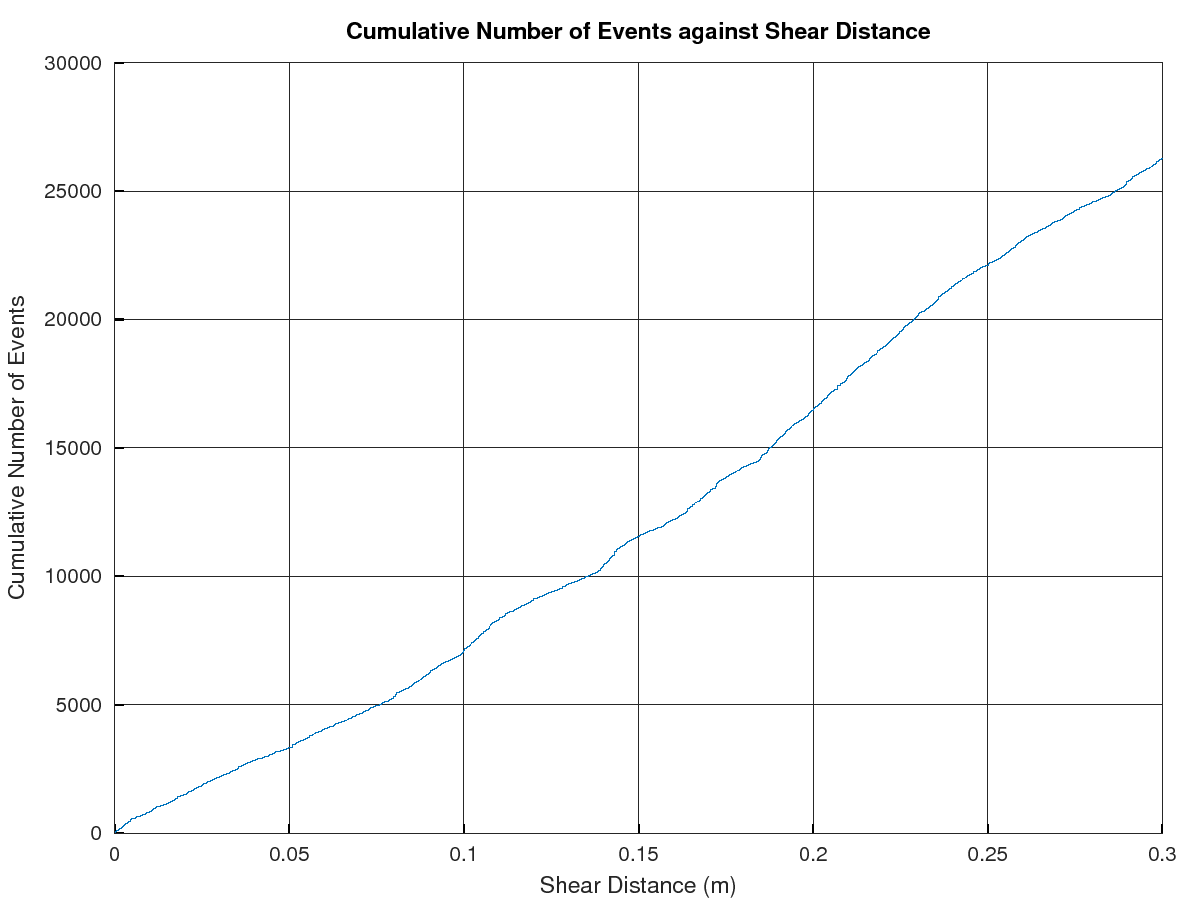 Cumulative Number of Events against Shear Distance
30000
25000
20000
15000
10000
5000
0
Cumulative Number of Events
0 0.05 0.1 0.15 0.2 0.25 0.3
Shear Distance (m)